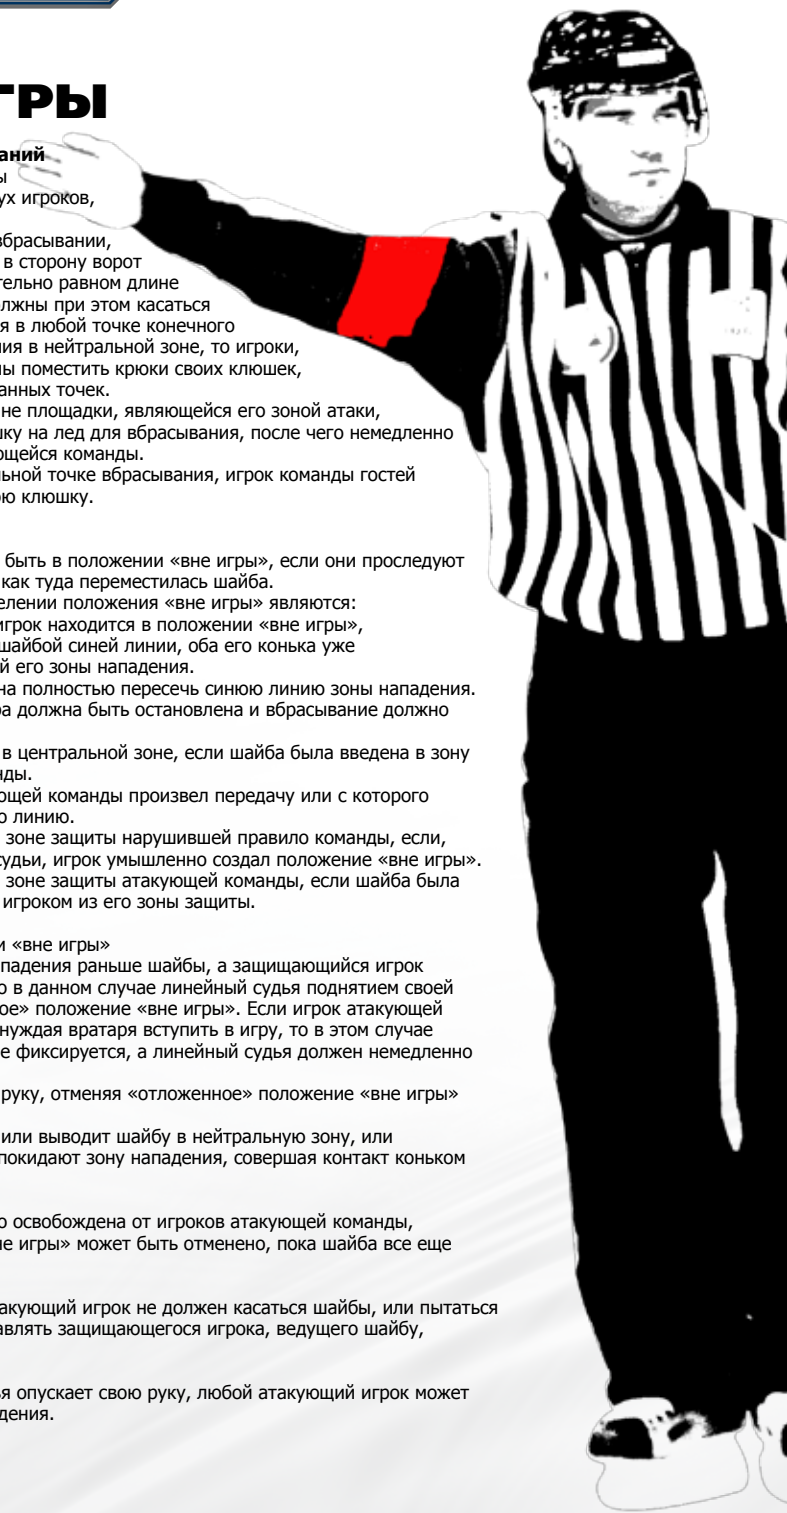 ГРЫ
аний
ы
ух игроков,
вбрасывании,
в сторону ворот
тельно равном длине
олжны при этом касаться
я в любой точке конечного
ния в нейтральной зоне, то игроки,
ы поместить крюки своих клюшек,
анных точек.
не площадки, являющейся его зоной атаки,
шку на лед для вбрасывания, после чего немедленно
ющейся команды.
льной точке вбрасывания, игрок команды гостей
ою клюшку.
быть в положении «вне игры», если они проследуют
как туда переместилась шайба.
елении положения «вне игры» являются:
игрок находится в положении «вне игры»,
шайбой синей линии, оба его конька уже
й его зоны нападения.
на полностью пересечь синюю линию зоны нападения.
ра должна быть остановлена и вбрасывание должно
в центральной зоне, если шайба была введена в зону
нды.
ющей команды произвел передачу или с которого
ю линию.
зоне защиты нарушившей правило команды, если,
судьи, игрок умышленно создал положение «вне игры».
зоне защиты атакующей команды, если шайба была
игроком из его зоны защиты.
и «вне игры»
падения раньше шайбы, а защищающийся игрок
о в данном случае линейный судья поднятием своей
ое» положение «вне игры». Если игрок атакующей
нуждая вратаря вступить в игру, то в этом случае
е фиксируется, а линейный судья должен немедленно
руку, отменяя «отложенное» положение «вне игры»
или выводит шайбу в нейтральную зону, или
покидают зону нападения, совершая контакт коньком
о освобождена от игроков атакующей команды,
не игры» может быть отменено, пока шайба все еще
такующий игрок не должен касаться шайбы, или пытаться
авлять защищающегося игрока, ведущего шайбу,
я опускает свою руку, любой атакующий игрок может
дения.